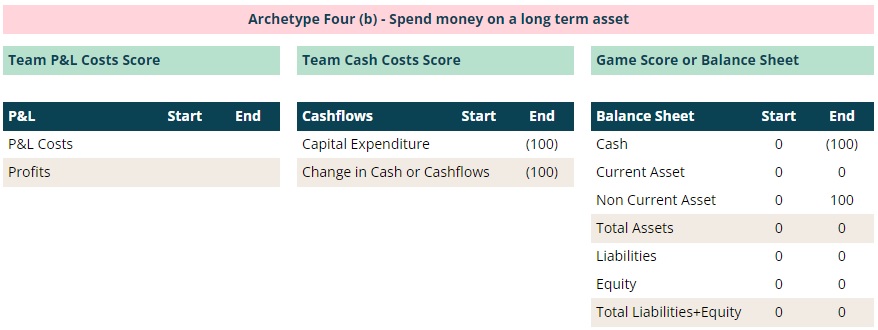 Archetype Four (b) - Spend money on a long term asset
Team P&L Costs Score
Team Cash Costs Score
Game Score or Balance Sheet
P&L Start End
P&L Costs
Profits
Cashflows Start End
Capital Expenditure (100)
Change in Cash or Cashflows (100)
Balance Sheet Start End
Cash 0 (100)
Current Asset 0 0
Non Current Asset 0 100
Total Assets 0 0
Liabilities 0 0
Equity 0 0
Total Liabilities+Equity 0 0